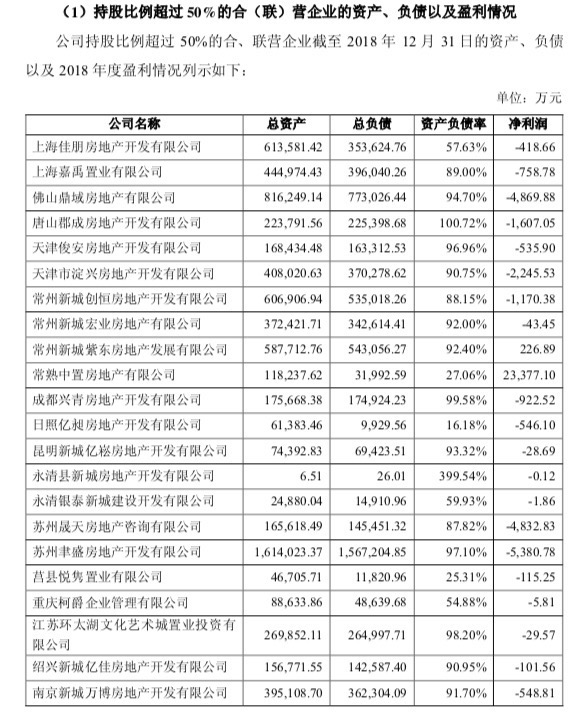 （1）持股比例超过 50%的合（联）营企业的资产、负债以及盈利情况
公司持股比例超过 50%的合、联营企业截至 2018 年 12 月 31 日的资产、负债
以及 2018 年度盈利情况列示如下：
单位：万元
公司名称 总资产 总负债 资产负债率 净利润
上海佳朋房地产开发有限公司 613,581.42 353,624.76 57.63% -418.66
上海嘉禹置业有限公司 444,974.43 396,040.26 89.00% -758.78
佛山鼎域房地产有限公司 816,249.14 773,026.44 94.70% -4,869.88
唐山郡成房地产开发有限公司 223,791.56 225,398.68 100.72% -1,607.05
天津俊安房地产开发有限公司 168,434.48 163,312.53 96.96% -535.90
天津市淀兴房地产开发有限公司 408,020.63 370,278.62 90.75% -2,245.53
常州新城创恒房地产开发有限公司 606,906.94 535,018.26 88.15% -1,170.38
常州新城宏业房地产有限公司 372,421.71 342,614.41 92.00% -43.45
常州新城紫东房地产发展有限公司 587,712.76 543,056.27 92.40% 226.89
常熟中置房地产有限公司 118,237.62 31,992.59 27.06% 23,377.10
成都兴青房地产开发有限公司 175,668.38 174,924.23 99.58% -922.52
日照亿昶房地产开发有限公司 61,383.46 9,929.56 16.18% -546.10
昆明新城亿崧房地产开发有限公司 74,392.83 69,423.51 93.32% -28.69
永清县新城房地产开发有限公司 6.51 26.01 399.54% -0.12
永清银泰新城建设开发有限公司 24,880.04 14,910.96 59.93% -1.86
苏州晟天房地产咨询有限公司 165,618.49 145,451.32 87.82% -4,832.83
苏州聿盛房地产开发有限公司 1,614,023.37 1,567,204.85 97.10% -5,380.78
莒县悦隽置业有限公司 46,705.71 11,820.96 25.31% -115.25
重庆柯爵企业管理有限公司 88,633.86 48,639.68 54.88% -5.81
江苏环太湖文化艺术城置业投资有
限公司 269,852.11 264,997.71 98.20% -29.57
绍兴新城亿佳房地产开发有限公司 156,771.55 142,587.40 90.95% -101.56
南京新城万博房地产开发有限公司 395,108.70 362,304.09 91.70% -548.81